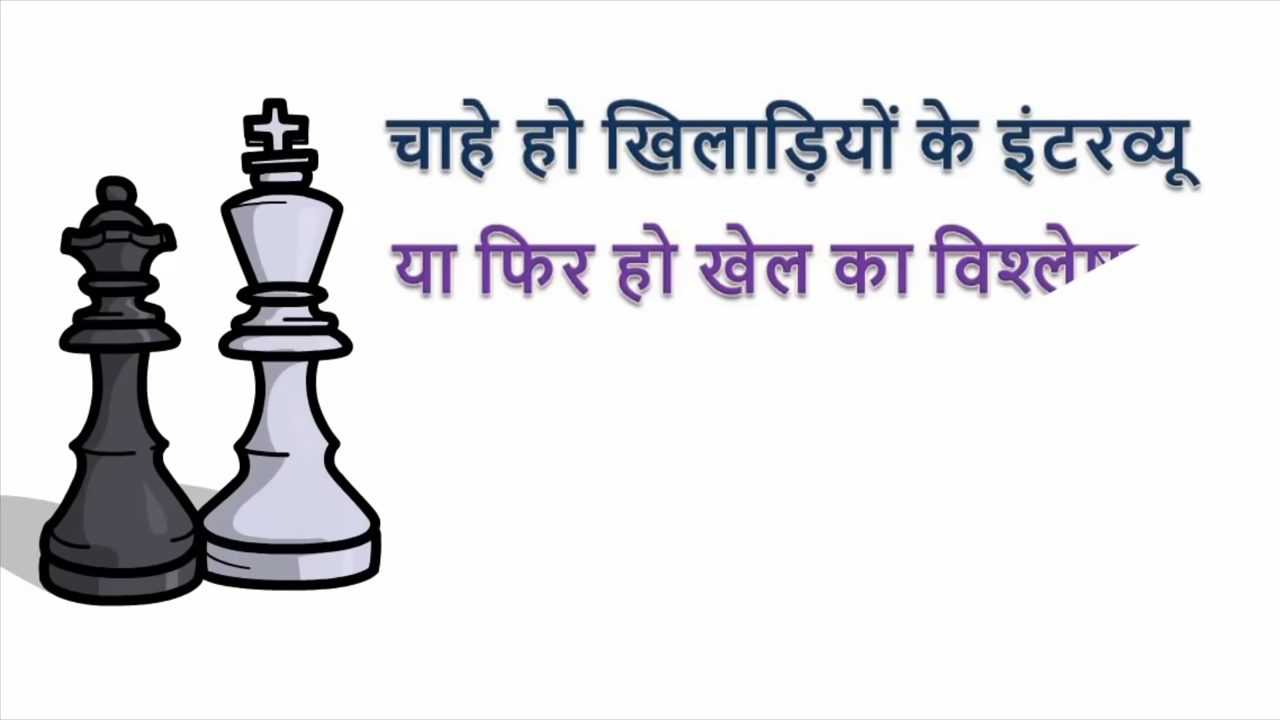 चाहे हो खिलाड़ियों के इंटरव्यू
या फिर हो खेल का